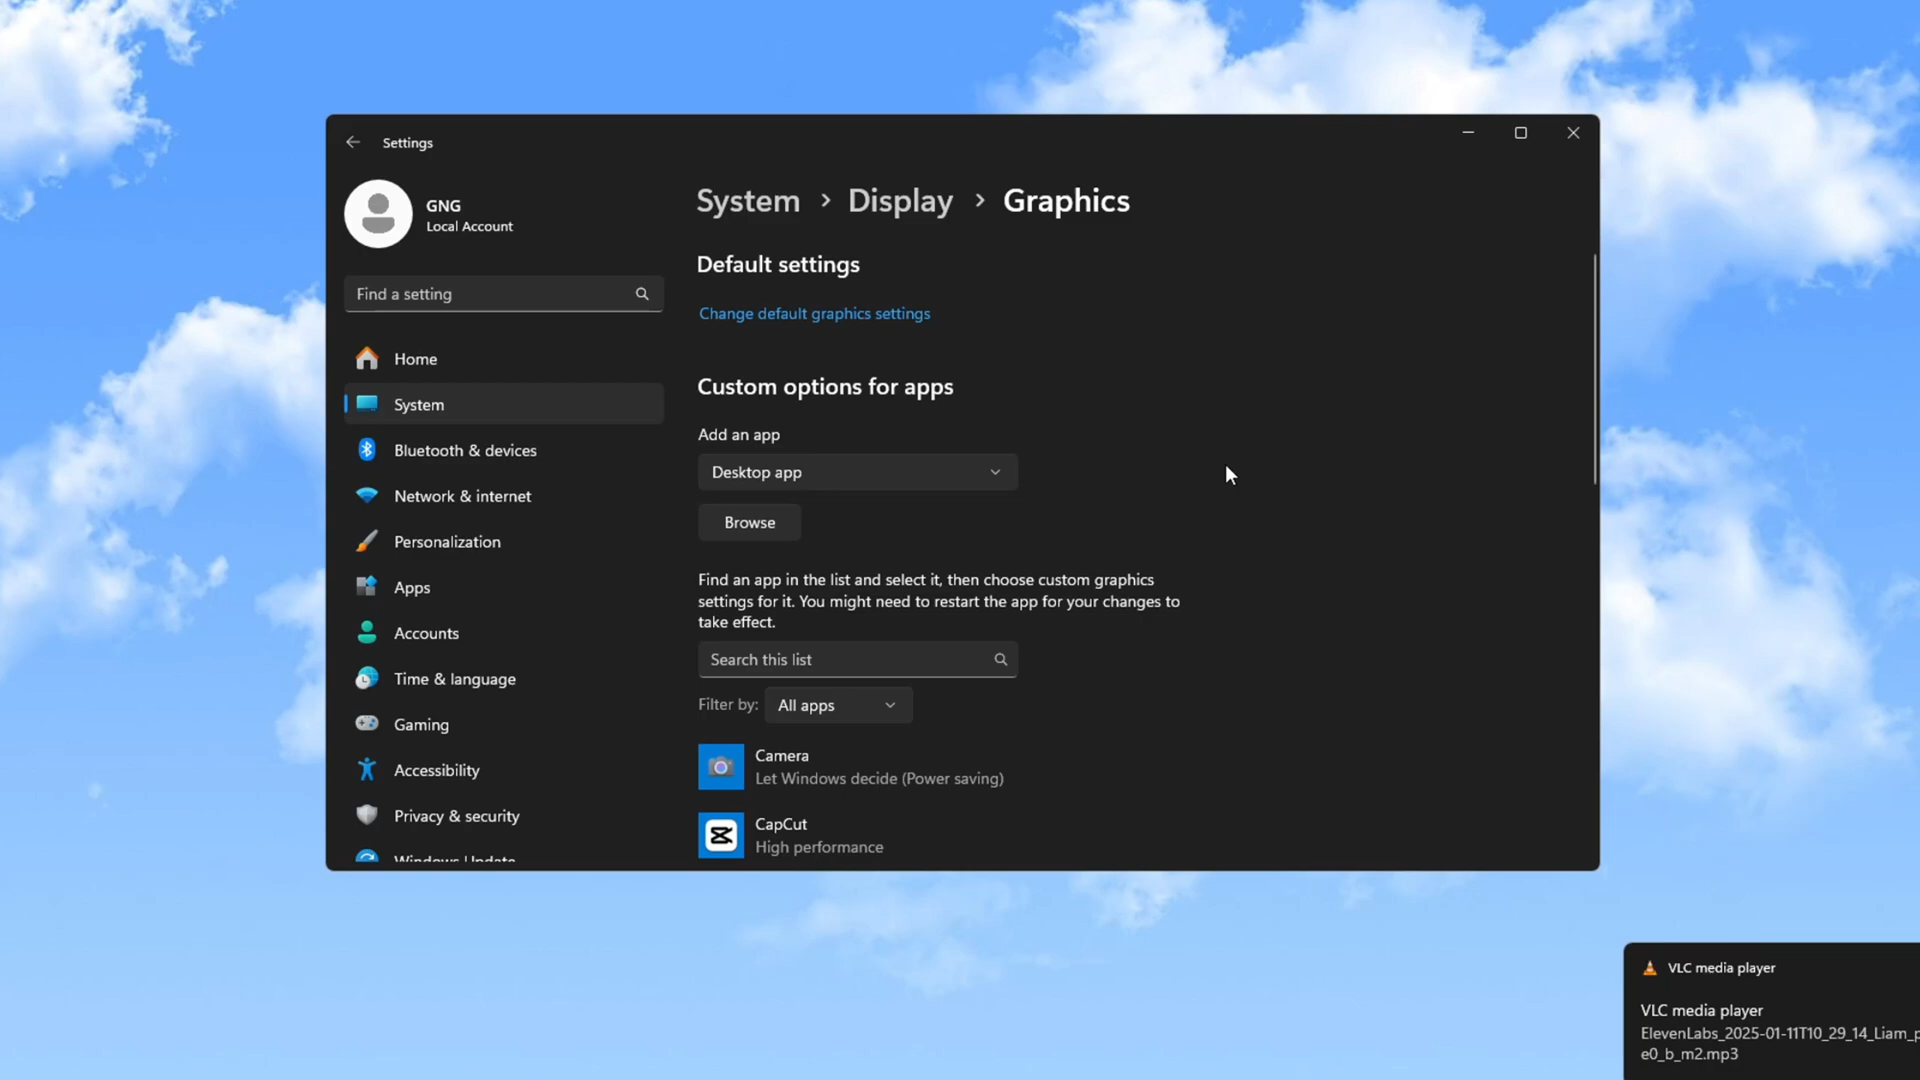 Settings
GNG
Local Account
Find a setting
Home
System
Bluetooth & devices
Network & internet
Personalization
Apps
Accounts
Time & language
Gaming
Accessibility
Privacy & security
Windows Update
System > Display > Graphics
Default settings
Change default graphics settings
Custom options for apps
Add an app
Desktop app
Browse
Find an app in the list and select it, then choose custom graphics
settings for it. You might need to restart the app for your changes to
take effect.
Search this list
Filter by: All apps
Camera
Let Windows decide (Power saving)
CapCut
High performance
VLC media player
VLC media player
ElevenLabs_2025-01-11T10_29_14_Liam_p
e0_b_m2.mp3